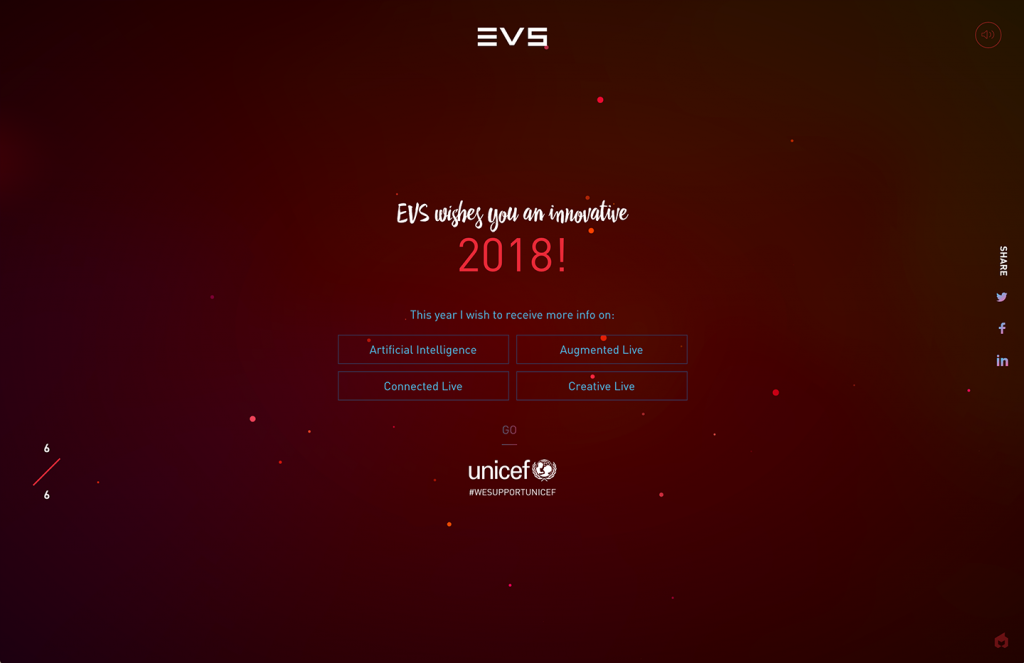 EVS
EVS wishes you an innovative
2018!
This year I wish to receive more info on:
Artificial Intelligence
Augmented Live
Connected Live
Creative Live
GO
unicef
#WESUPPORTUNICEF
6
6
SHARE